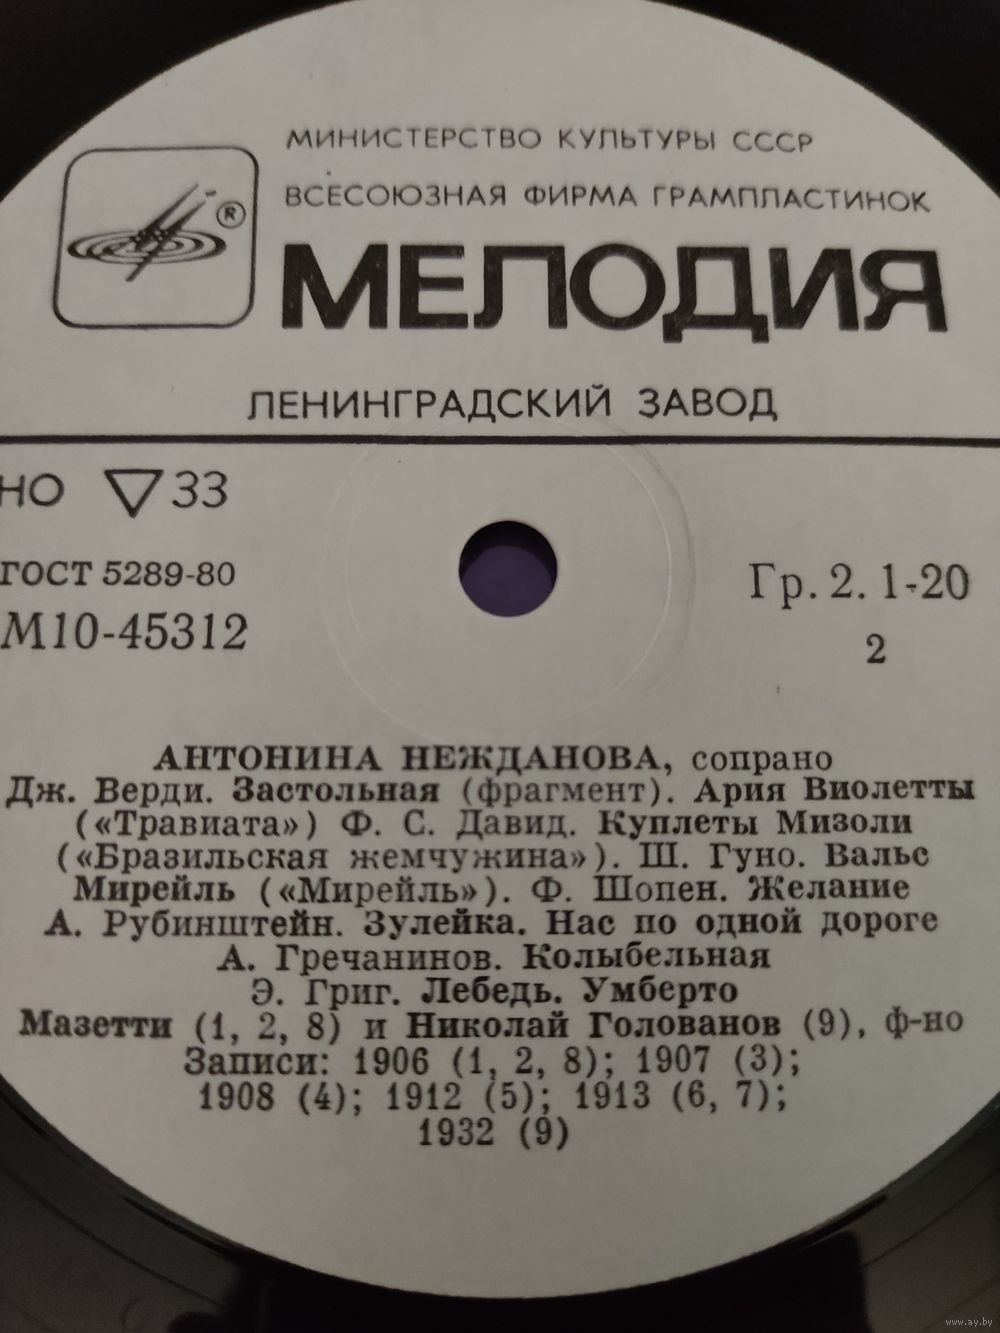 МИНИСТЕРСТВО КУЛЬТУРЫ СССР
ВСЕСОЮЗНАЯ ФИРМА ГРАМПЛАСТИНОК
®
МЕЛОДИЯ
ЛЕНИНГРАДСКИЙ ЗАВОД
НО ▽33
ГОСТ 5289-80
М10-45312
Гр. 2. 1-20
2
АНТОНИНА НЕЖДАНОВА, сопрано
Дж. Верди. Застольная (фрагмент). Ария Виолетты
(«Травиата») Ф. С. Давид. Куплеты Мизоли
(«Бразильская жемчужина»). Ш. Гуно. Вальс
Мирейль («Мирейль»). Ф. Шопен. Желание
А. Рубинштейн. Зулейка. Нас по одной дороге
А. Гречанинов. Колыбельная
Э. Григ. Лебедь. Умберто
Мазетти (1, 2, 8) и Николай Голованов (9), ф-но
Записи: 1906 (1, 2, 8); 1907 (3);
1908 (4); 1912 (5); 1913 (6, 7);
1932 (9)
www.ay.by